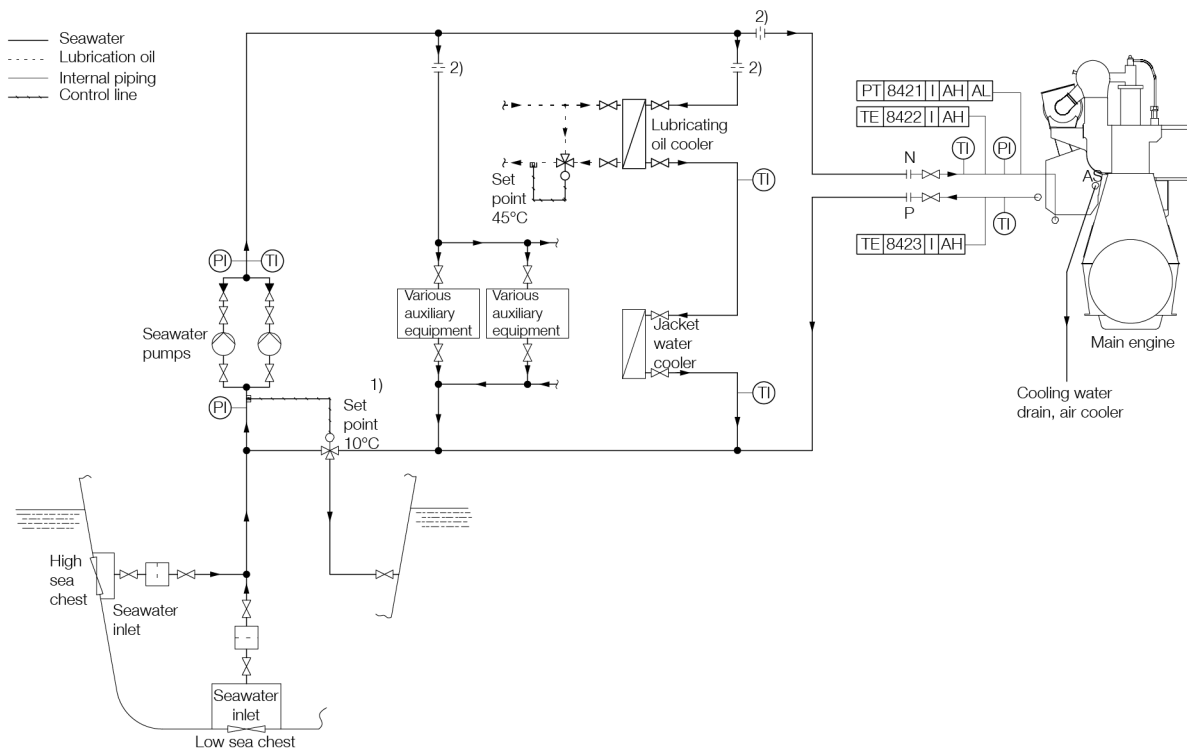 Seawater
Lubrication oil
Internal piping
Control line
2)
2)
2)
PT 8421 I AH AL
TE 8422 I AH
Lubricating
oil cooler
N
TI
PI
AS
Set
point
45°C
TI
P
TI
TE 8423 I AH
PI
TI
Various
auxiliary
equipment
Various
auxiliary
equipment
Seawater
pumps
Jacket
water
cooler
Main engine
1)
PI
Set
point
10°C
TI
Cooling water
drain, air cooler
High
sea
chest
Seawater
inlet
Seawater
inlet
Low sea chest